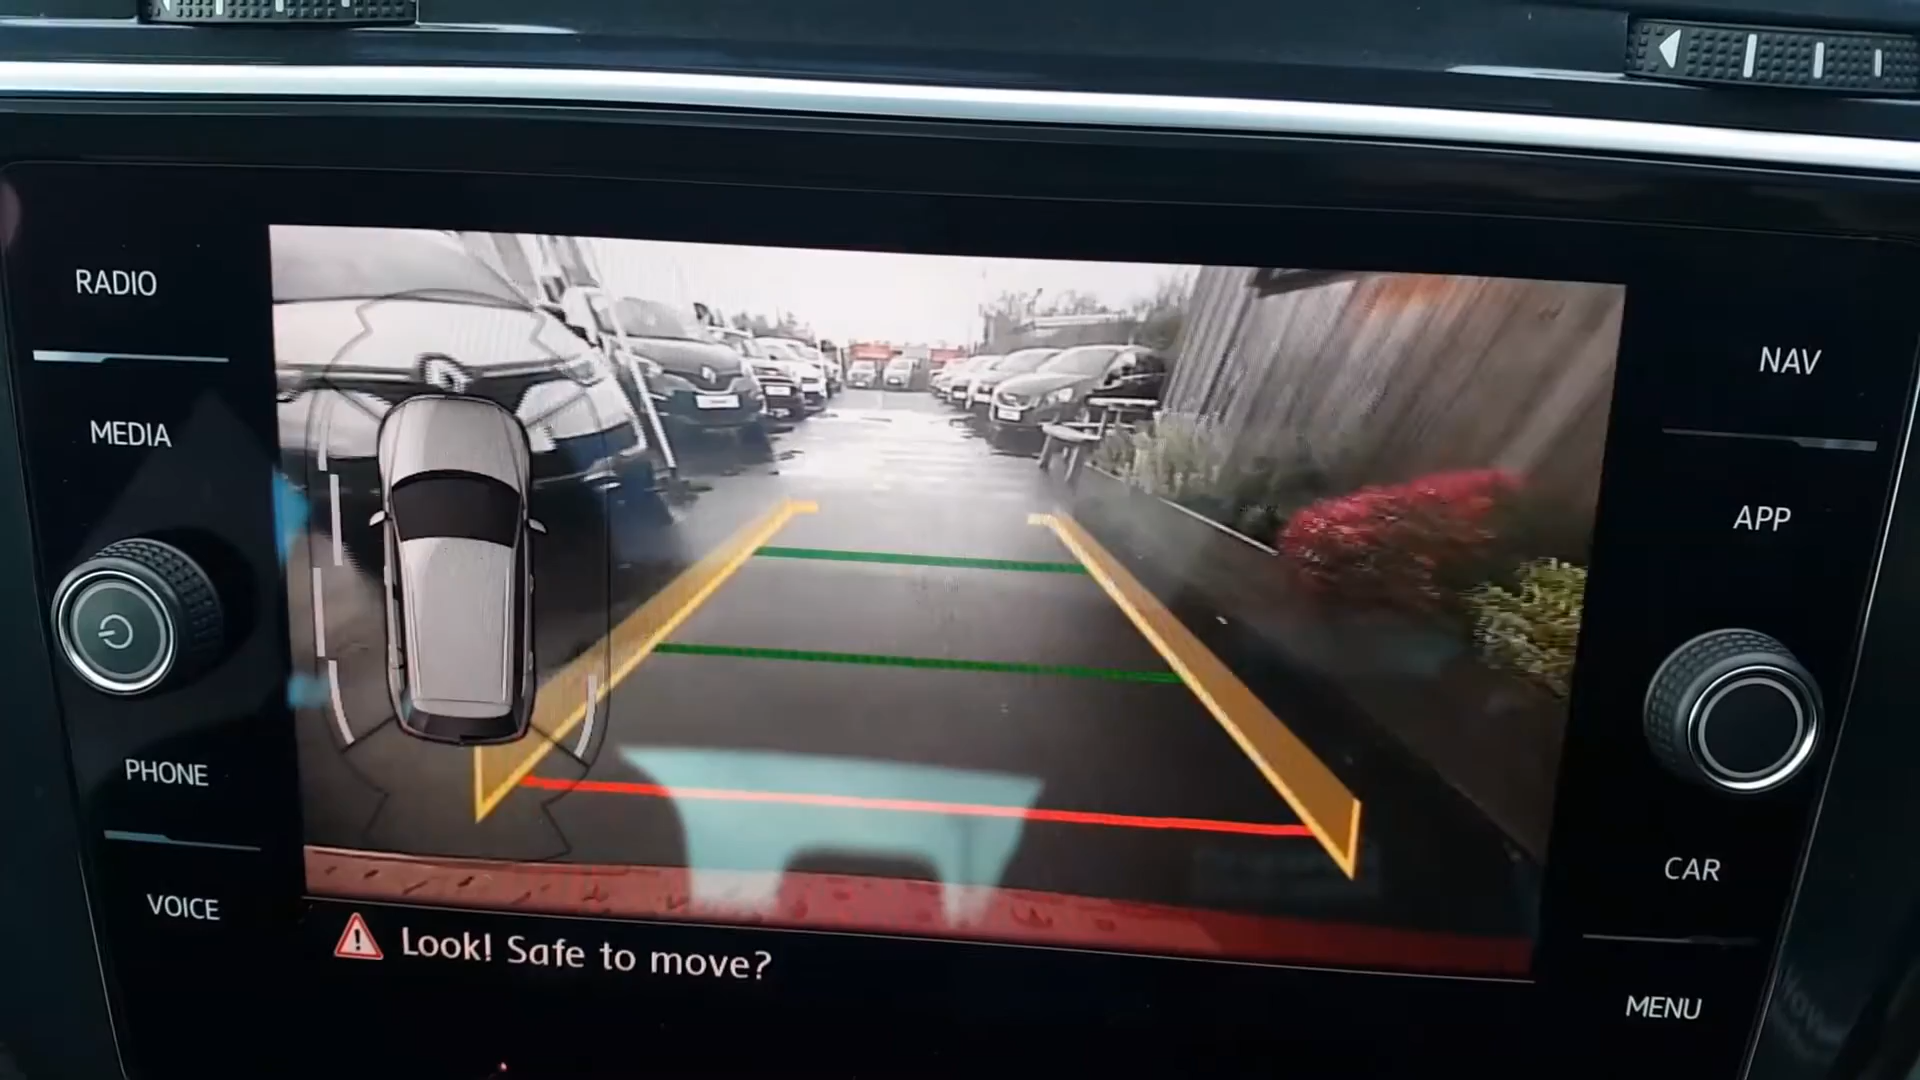 RADIO
MEDIA
PHONE
VOICE
NAV
APP
CAR
MENU
Look! Safe to move?